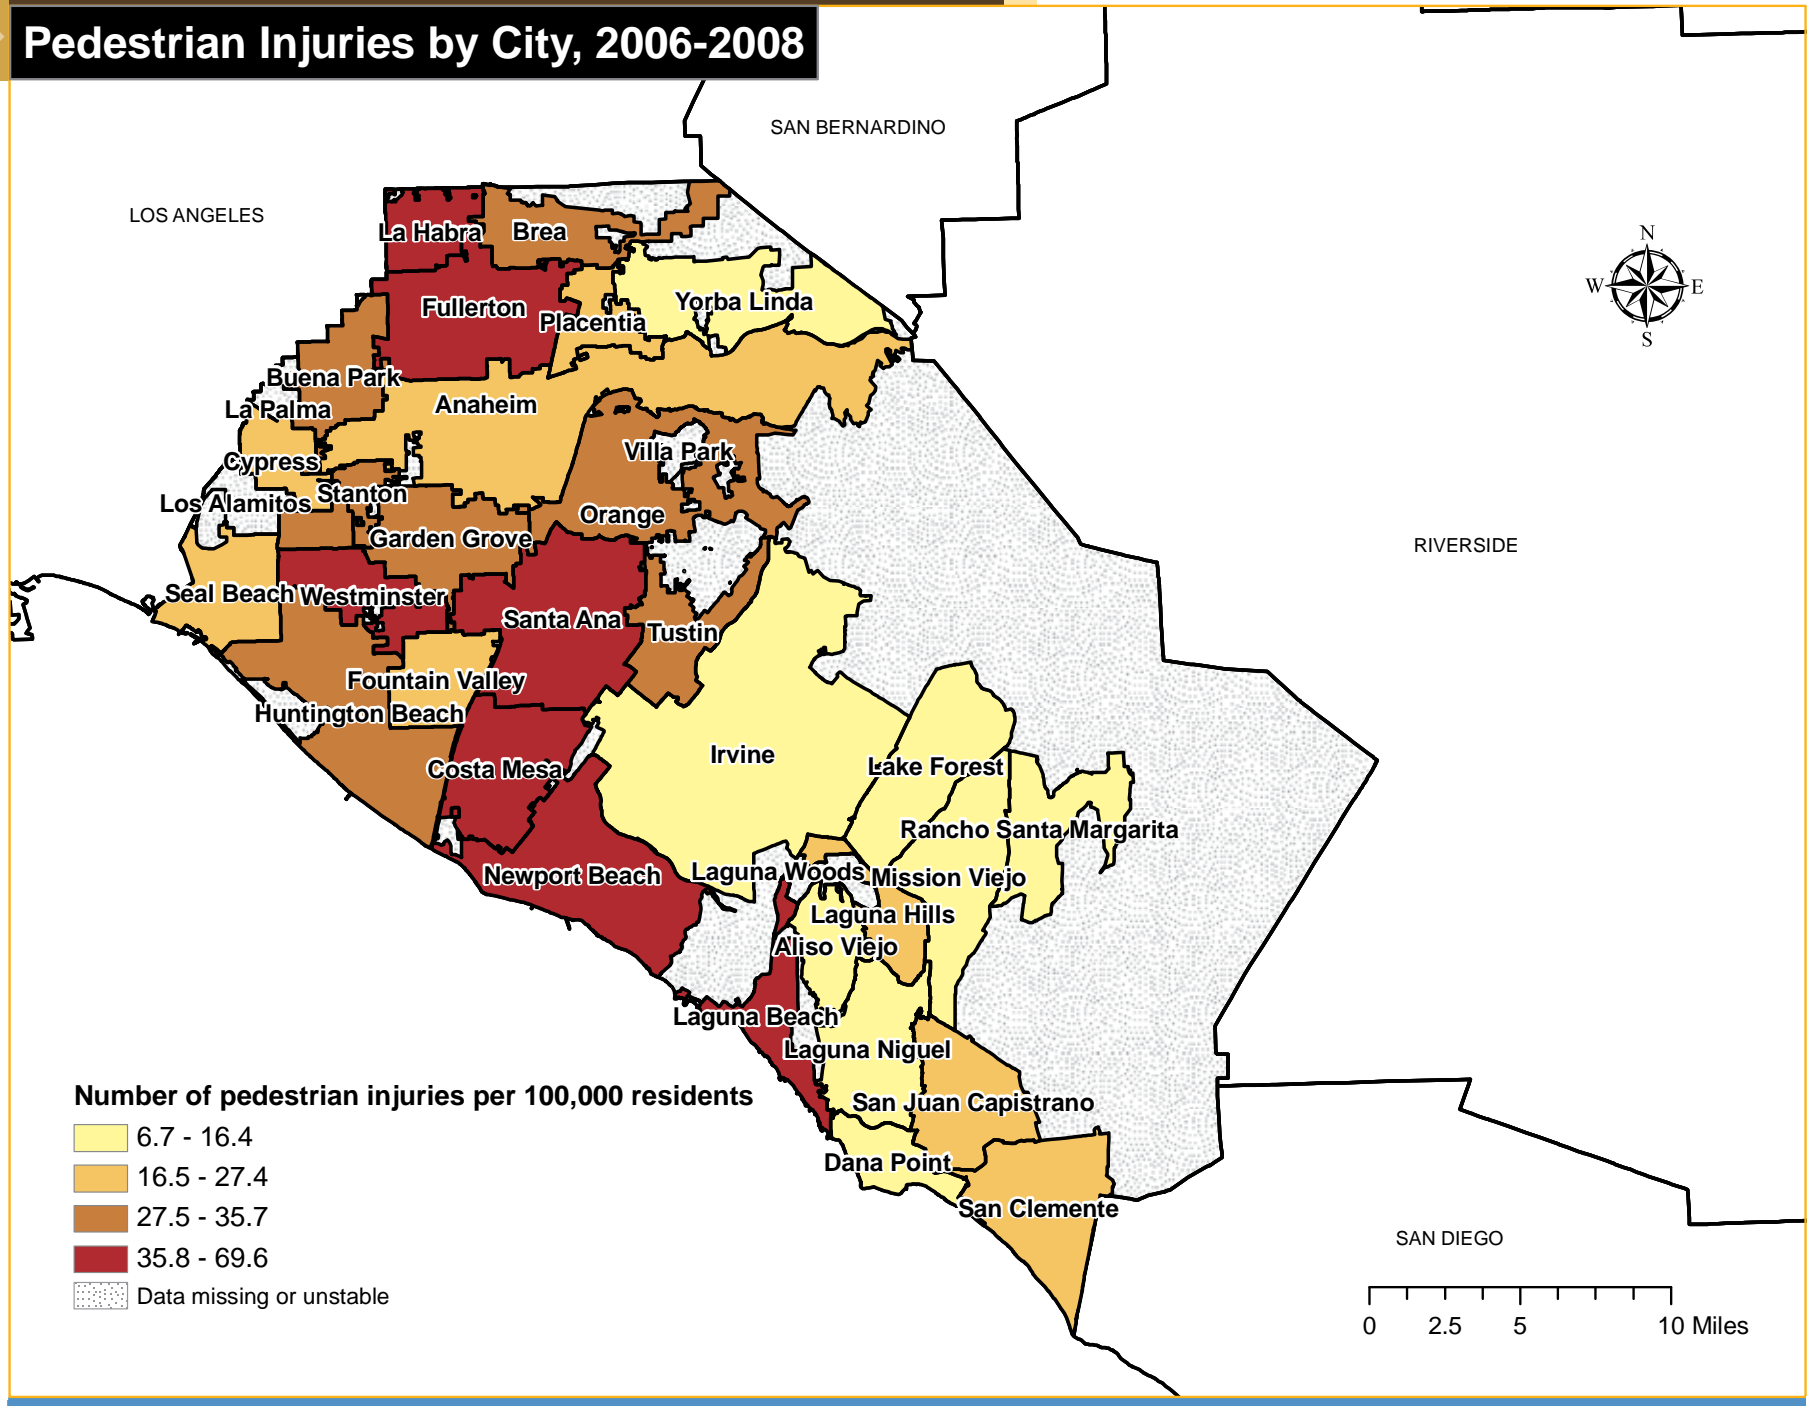 Pedestrian Injuries by City, 2006-2008
SAN BERNARDINO
LOS ANGELES
N
W
E
S
La Habra
Brea
Fullerton
Placentia
Yorba Linda
Buena Park
La Palma
Anaheim
Villa Park
Cypress
Stanton
Los Alamitos
Orange
Garden Grove
RIVERSIDE
Seal Beach
Westminster
Santa Ana
Tustin
Fountain Valley
Huntington Beach
Irvine
Costa Mesa
Lake Forest
Rancho Santa Margarita
Newport Beach
Laguna Woods
Mission Viejo
Laguna Hills
Aliso Viejo
Laguna Beach
Laguna Niguel
San Juan Capistrano
Dana Point
San Clemente
Number of pedestrian injuries per 100,000 residents
6.7 - 16.4
16.5 - 27.4
27.5 - 35.7
35.8 - 69.6
Data missing or unstable
SAN DIEGO
0 2.5 5 10 Miles